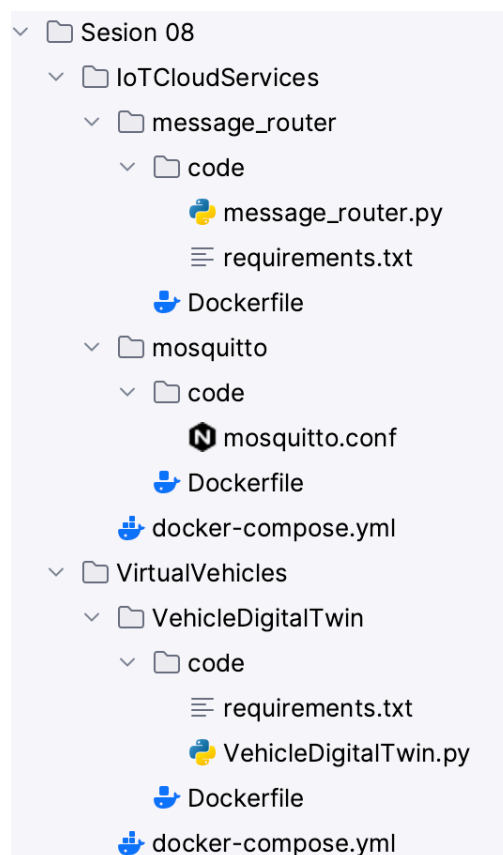 Sesion 08
IoTCloudServices
message_router
code
message_router.py
requirements.txt
Dockerfile
mosquitto
code
mosquitto.conf
Dockerfile
docker-compose.yml
VirtualVehicles
VehicleDigitalTwin
code
requirements.txt
VehicleDigitalTwin.py
Dockerfile
docker-compose.yml